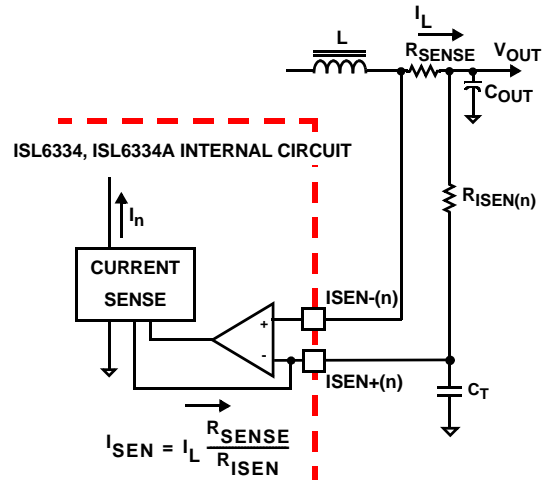 I_L
L
R_SENSE
V_OUT
C_OUT
ISL6334, ISL6334A INTERNAL CIRCUIT
I_n
R_ISEN(n)
CURRENT
SENSE
ISEN-(n)
+
-
ISEN+(n)
C_T
I_SEN = I_L R_SENSE / R_ISEN